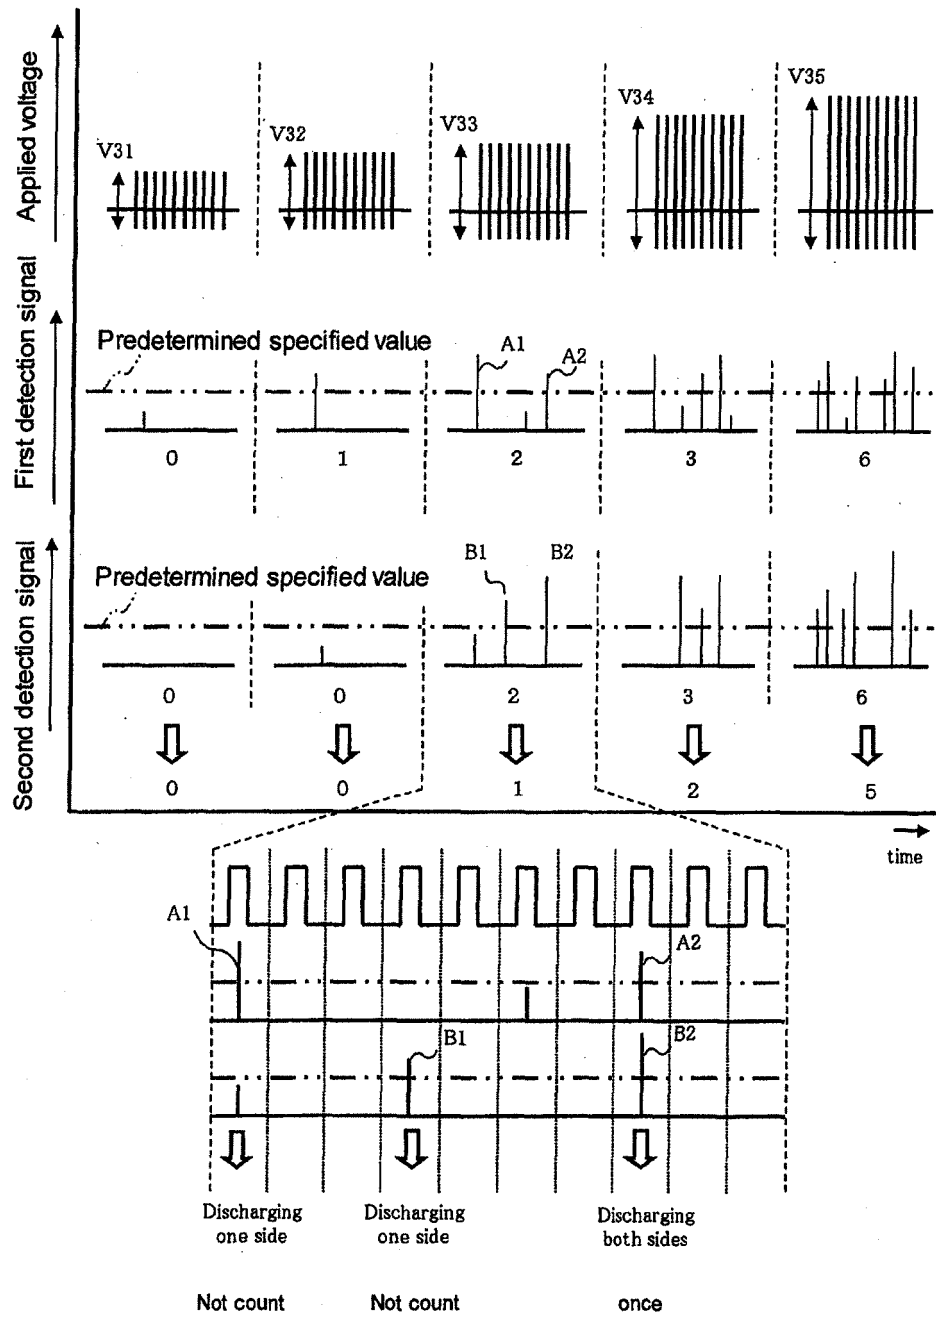 Applied voltage
V31
V32
V33
V34
V35
First detection signal
Predetermined specified value
A1
A2
0
1
2
3
6
Second detection signal
Predetermined specified value
B1
B2
0
0
2
3
6
0
0
1
2
5
time
A1
A2
B1
B2
Discharging
one side
Discharging
one side
Discharging
both sides
Not count
Not count
once